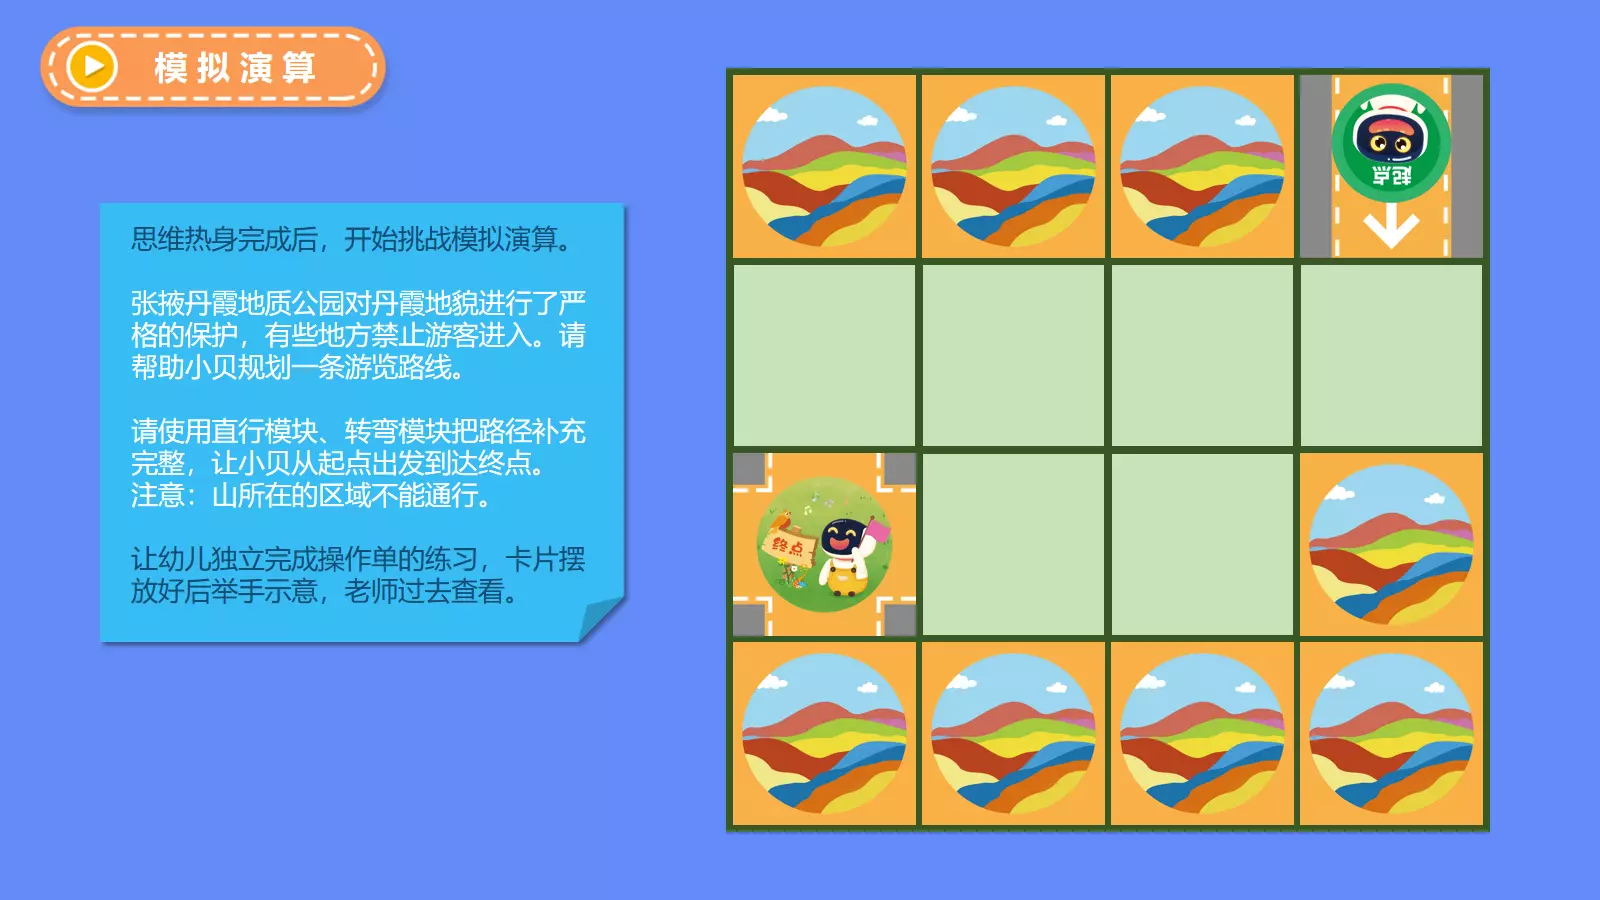 模拟演算
思维热身完成后，开始挑战模拟演算。
张掖丹霞地质公园对丹霞地貌进行了严
格的保护，有些地方禁止游客进入。请
帮助小贝规划一条游览路线。
请使用直行模块、转弯模块把路径补充
完整，让小贝从起点出发到达终点。
注意：山所在的区域不能通行。
让幼儿独立完成操作单的练习，卡片摆
放好后举手示意，老师过去查看。
起点
终点